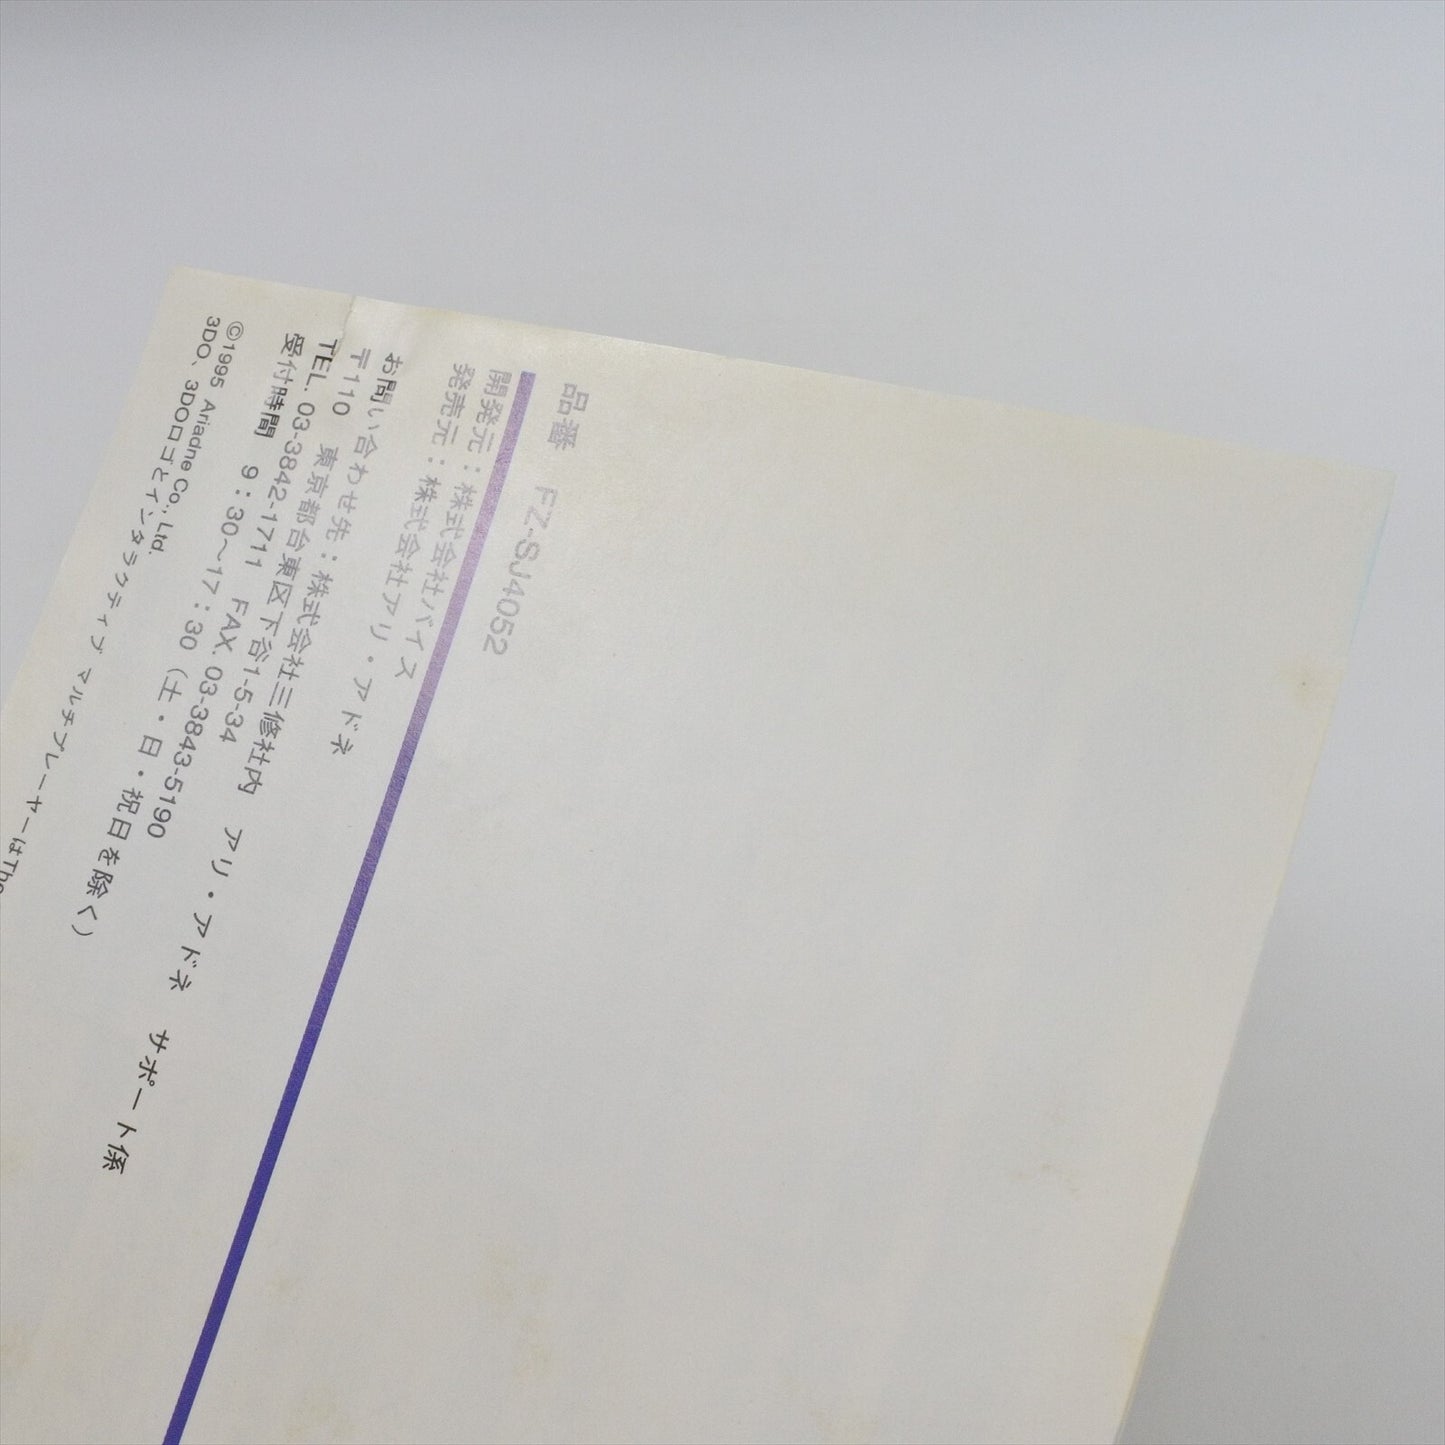 品番 FZ-SJ4052
開発元：株式会社バイス
発売元：株式会社アリ・アドネ
お問い合わせ先：株式会社三修社内 アリ・アドネ サポート係
〒110 東京都台東区下谷1-5-34
TEL. 03-3842-1711 FAX. 03-3843-5190
受付時間 9：30〜17：30（土・日・祝日を除く）
©1995 Ariadne Co., Ltd.
3DO、3DOロゴとインタラクティブ マルチプレーヤーはThe